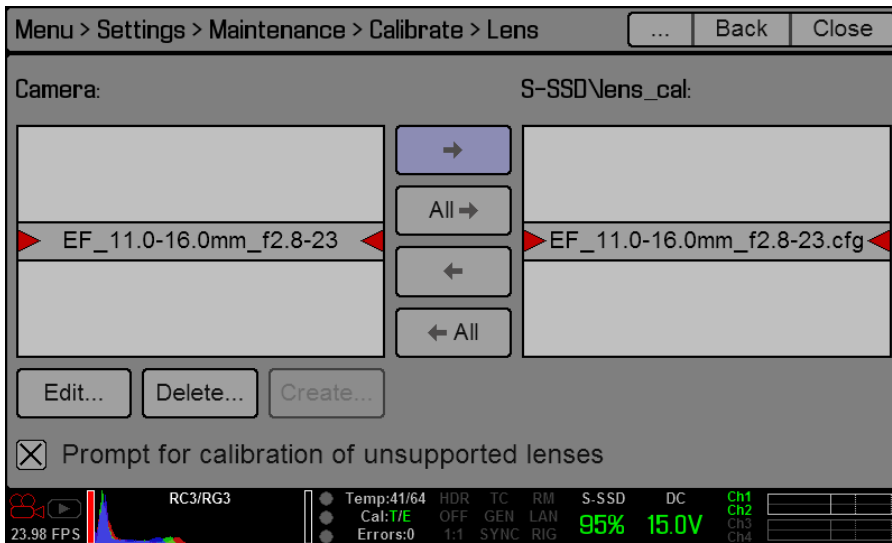 Menu > Settings > Maintenance > Calibrate > Lens ... Back Close
Camera: S-SSD\lens_cal:
All
EF_11.0-16.0mm_f2.8-23 EF_11.0-16.0mm_f2.8-23.cfg
All
Edit... Delete... Create...
Prompt for calibration of unsupported lenses
RC3/RG3 Temp:41/64 HDR TC RM S-SSD DC Ch1
Cal:T/E OFF GEN LAN 95% 15.0V Ch2
23.98 FPS Errors:0 1:1 SYNC RIG Ch3
Ch4